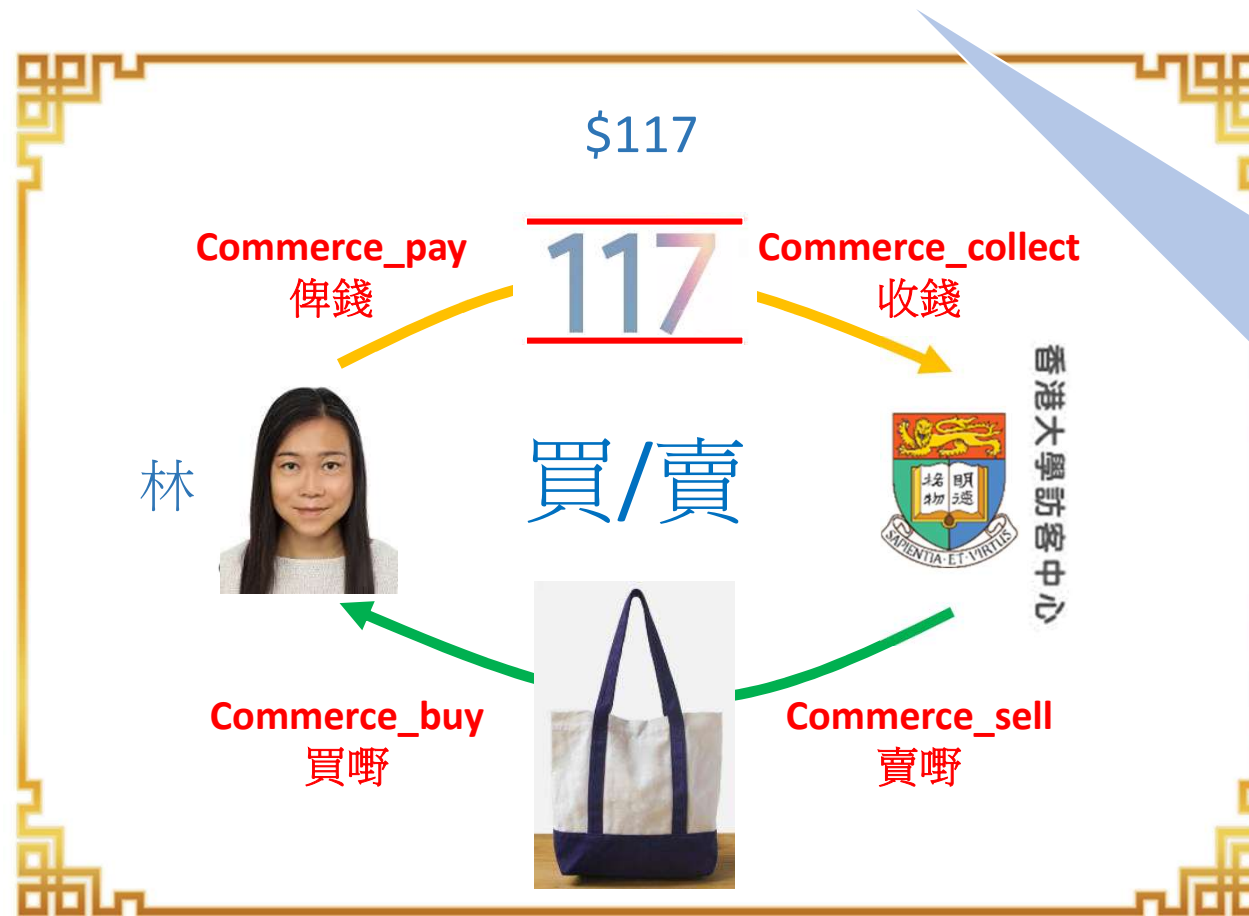 $117
Commerce_pay
俾錢
117
Commerce_collect
收錢
林
買/賣
明德
格物
SAPIENTIA·ET·VIRTUS
香港大學訪客中心
Commerce_buy
買嘢
Commerce_sell
賣嘢